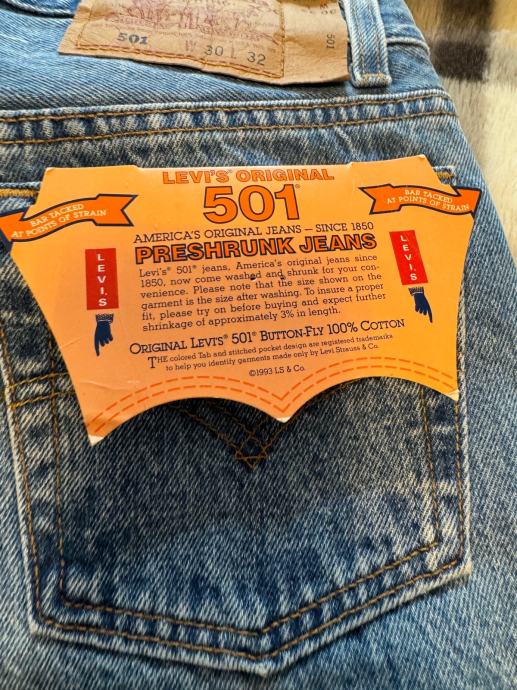 501 W 30 L 32
501
LEVI'S® ORIGINAL
501®
BAR TACKED
AT POINTS OF STRAIN
BAR TACKED
AT POINTS OF STRAIN
AMERICA'S ORIGINAL JEANS — SINCE 1850
PRESHRUNK JEANS
LEVI'S
LEVI'S
Levi's® 501® jeans, America's original jeans since
1850, now come washed and shrunk for your con-
venience. Please note that the size shown on the
garment is the size after washing. To insure a proper
fit, please try on before buying and expect further
shrinkage of approximately 3% in length.
ORIGINAL LEVI'S® 501® BUTTON-FLY 100% COTTON
THE colored Tab and stitched pocket design are registered trademarks
to help you identify garments made only by Levi Strauss & Co.
©1993 LS & Co.